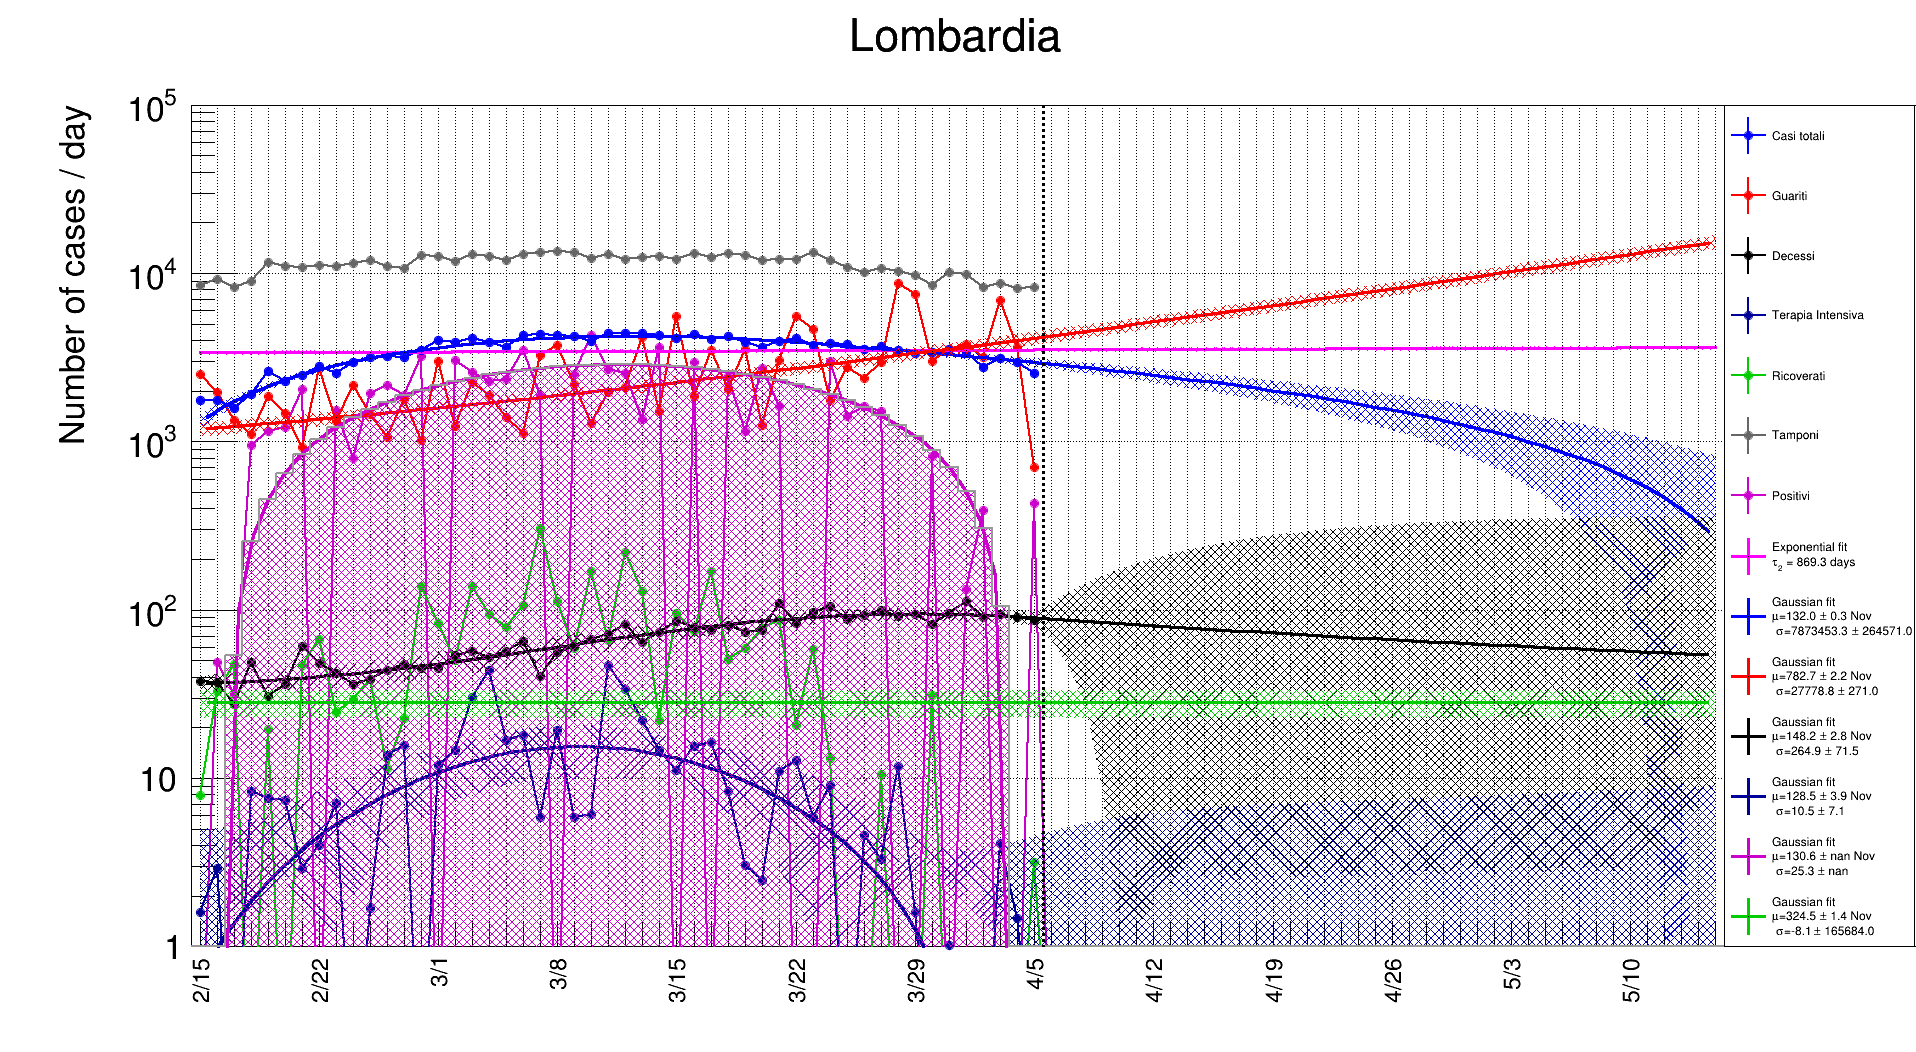 Lombardia
Number of cases / day
10^5
10^4
10^3
10^2
10
1
2/15 2/22 3/1 3/8 3/15 3/22 3/29 4/5 4/12 4/19 4/26 5/3 5/10
Casi totali
Guariti
Decessi
Terapia Intensiva
Ricoverati
Tamponi
Positivi
Exponential fit
τ_2 = 869.3 days
Gaussian fit
μ=132.0 ± 0.3 Nov
σ=7873453.3 ± 264571.0
Gaussian fit
μ=782.7 ± 2.2 Nov
σ=27778.8 ± 271.0
Gaussian fit
μ=148.2 ± 2.8 Nov
σ=264.9 ± 71.5
Gaussian fit
μ=128.5 ± 3.9 Nov
σ=10.5 ± 7.1
Gaussian fit
μ=130.6 ± nan Nov
σ=25.3 ± nan
Gaussian fit
μ=324.5 ± 1.4 Nov
σ=-8.1 ± 165684.0